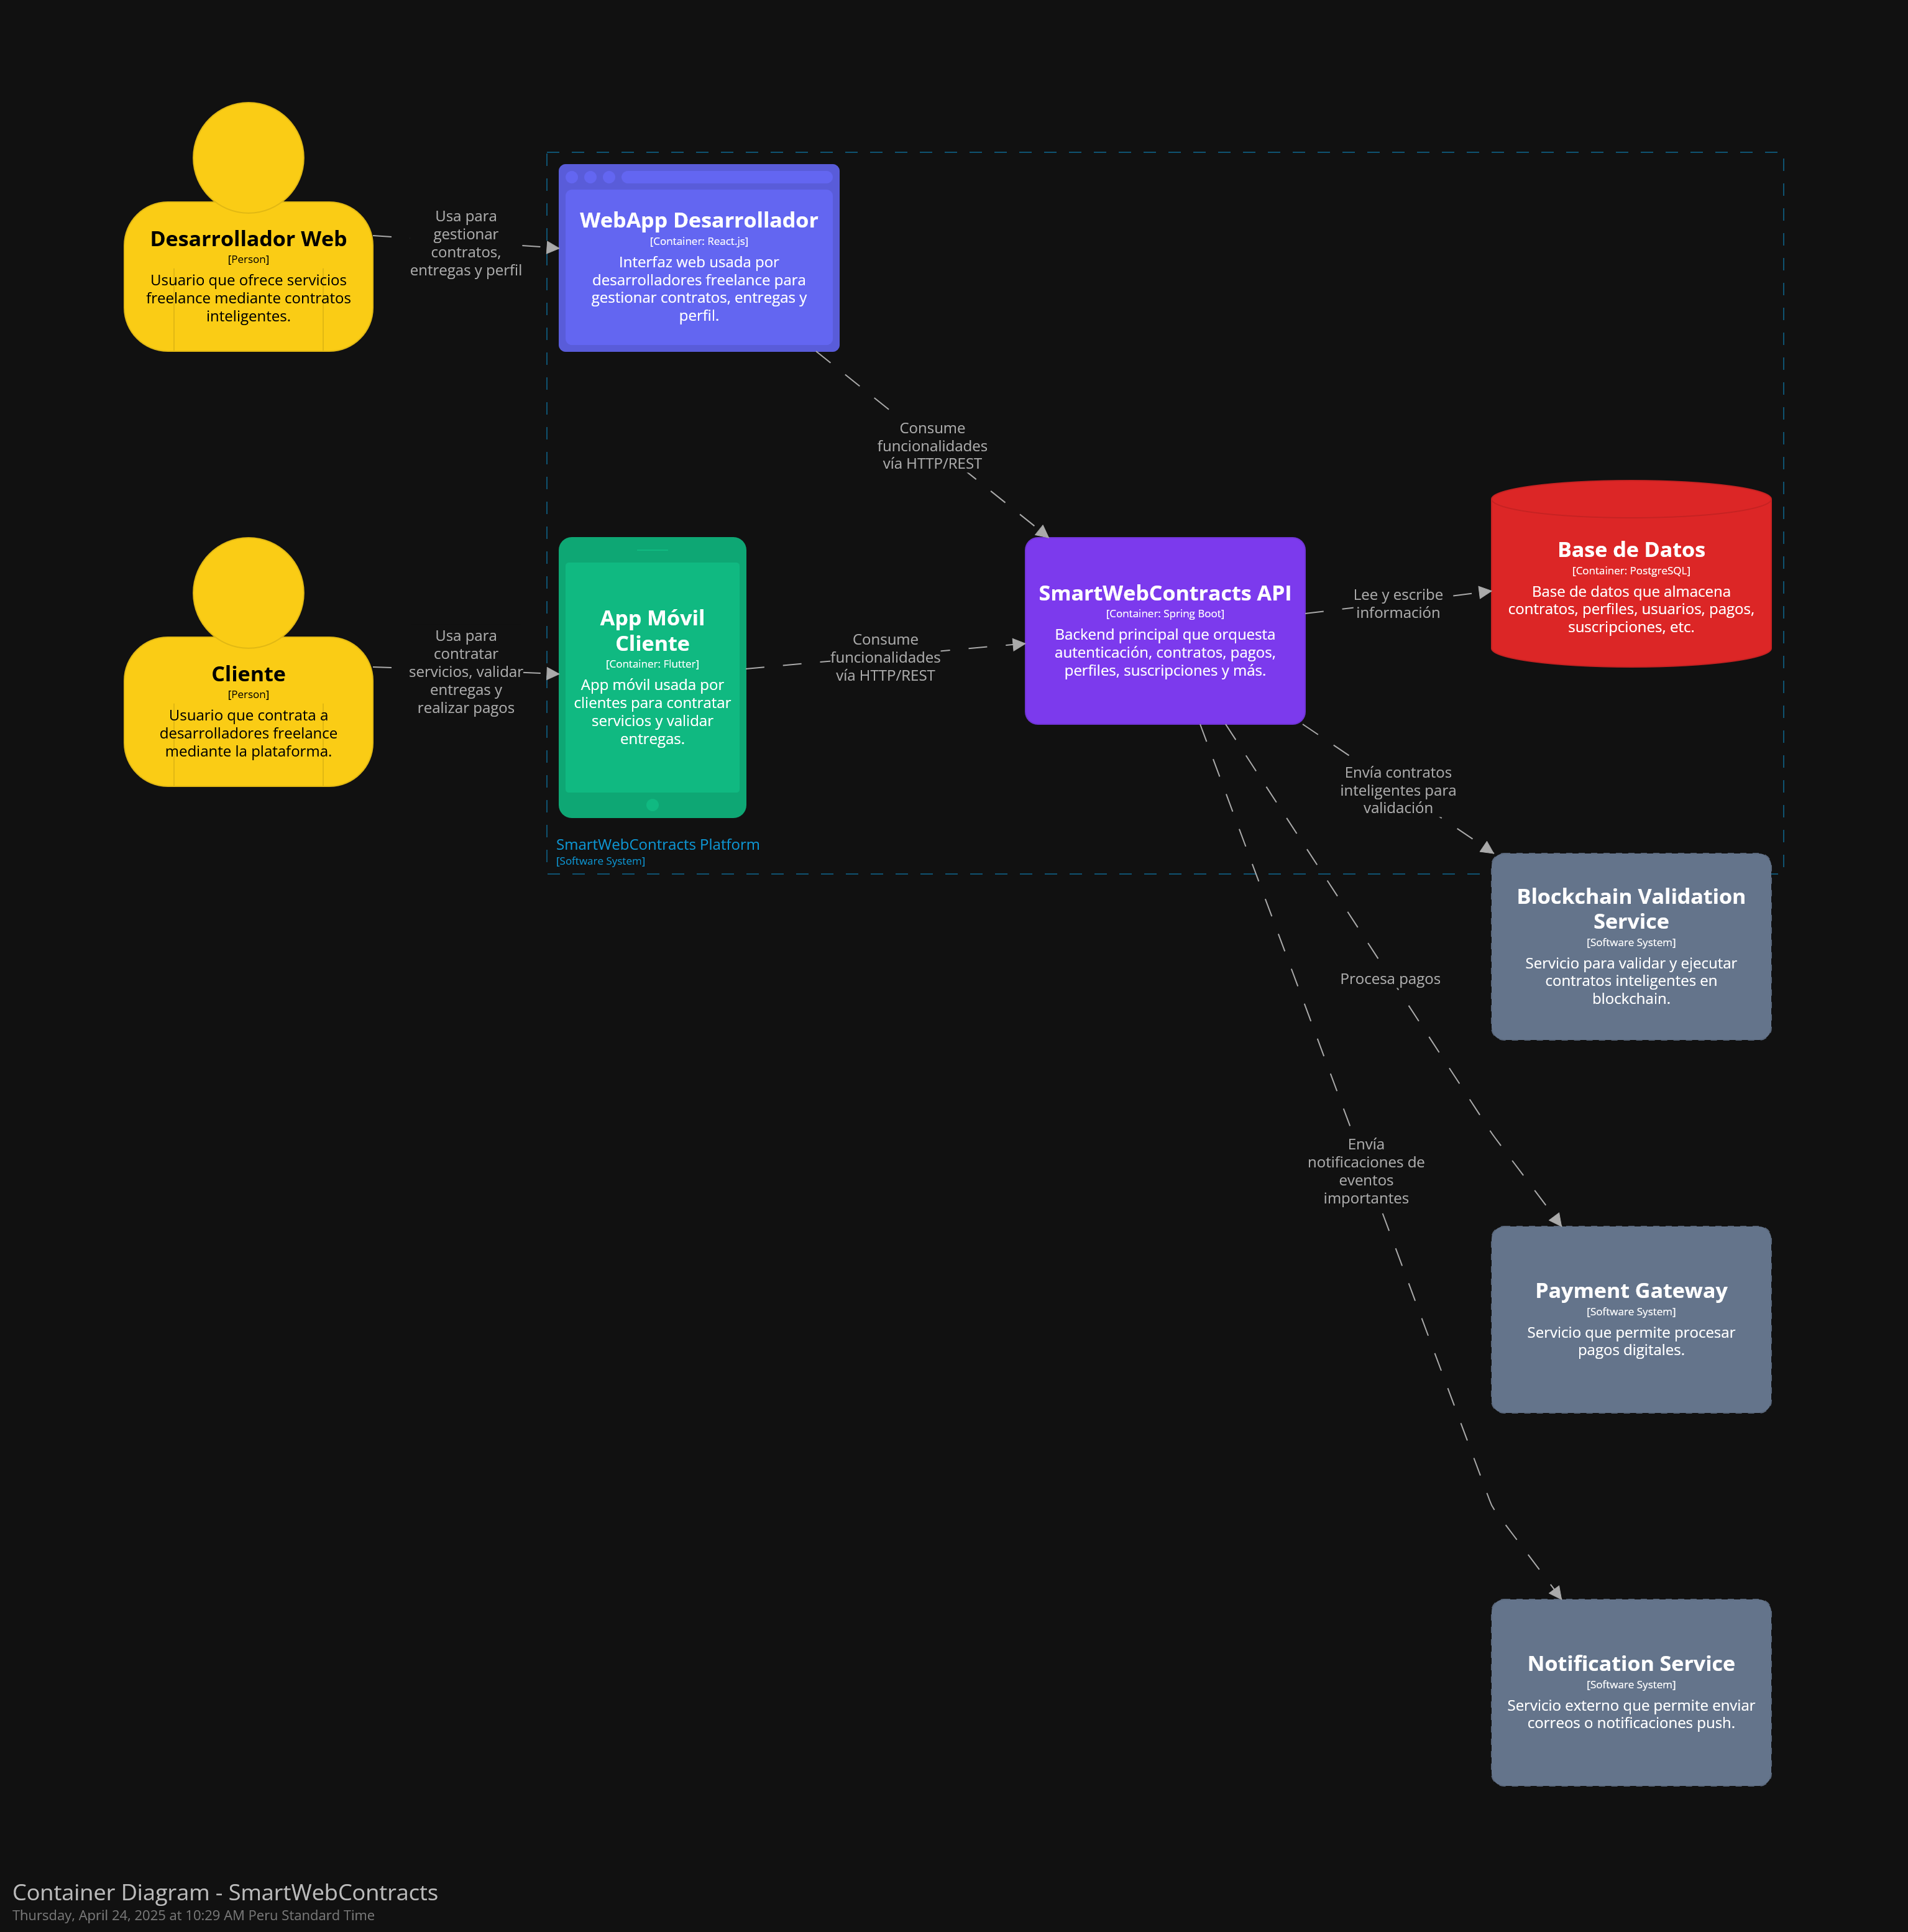 Desarrollador Web
[Person]
Usuario que ofrece servicios
freelance mediante contratos
inteligentes.
Usa para
gestionar
contratos,
entregas y perfil
WebApp Desarrollador
[Container: React.js]
Interfaz web usada por
desarrolladores freelance para
gestionar contratos, entregas y
perfil.
Consume
funcionalidades
vía HTTP/REST
Cliente
[Person]
Usuario que contrata a
desarrolladores freelance
mediante la plataforma.
Usa para
contratar
servicios, validar
entregas y
realizar pagos
App Móvil
Cliente
[Container: Flutter]
App móvil usada por
clientes para contratar
servicios y validar
entregas.
Consume
funcionalidades
vía HTTP/REST
SmartWebContracts API
[Container: Spring Boot]
Backend principal que orquesta
autenticación, contratos, pagos,
perfiles, suscripciones y más.
Lee y escribe
información
Base de Datos
[Container: PostgreSQL]
Base de datos que almacena
contratos, perfiles, usuarios, pagos,
suscripciones, etc.
SmartWebContracts Platform
[Software System]
Envía contratos
inteligentes para
validación
Blockchain Validation
Service
[Software System]
Servicio para validar y ejecutar
contratos inteligentes en
blockchain.
Procesa pagos
Payment Gateway
[Software System]
Servicio que permite procesar
pagos digitales.
Envía
notificaciones de
eventos
importantes
Notification Service
[Software System]
Servicio externo que permite enviar
correos o notificaciones push.
Container Diagram - SmartWebContracts
Thursday, April 24, 2025 at 10:29 AM Peru Standard Time